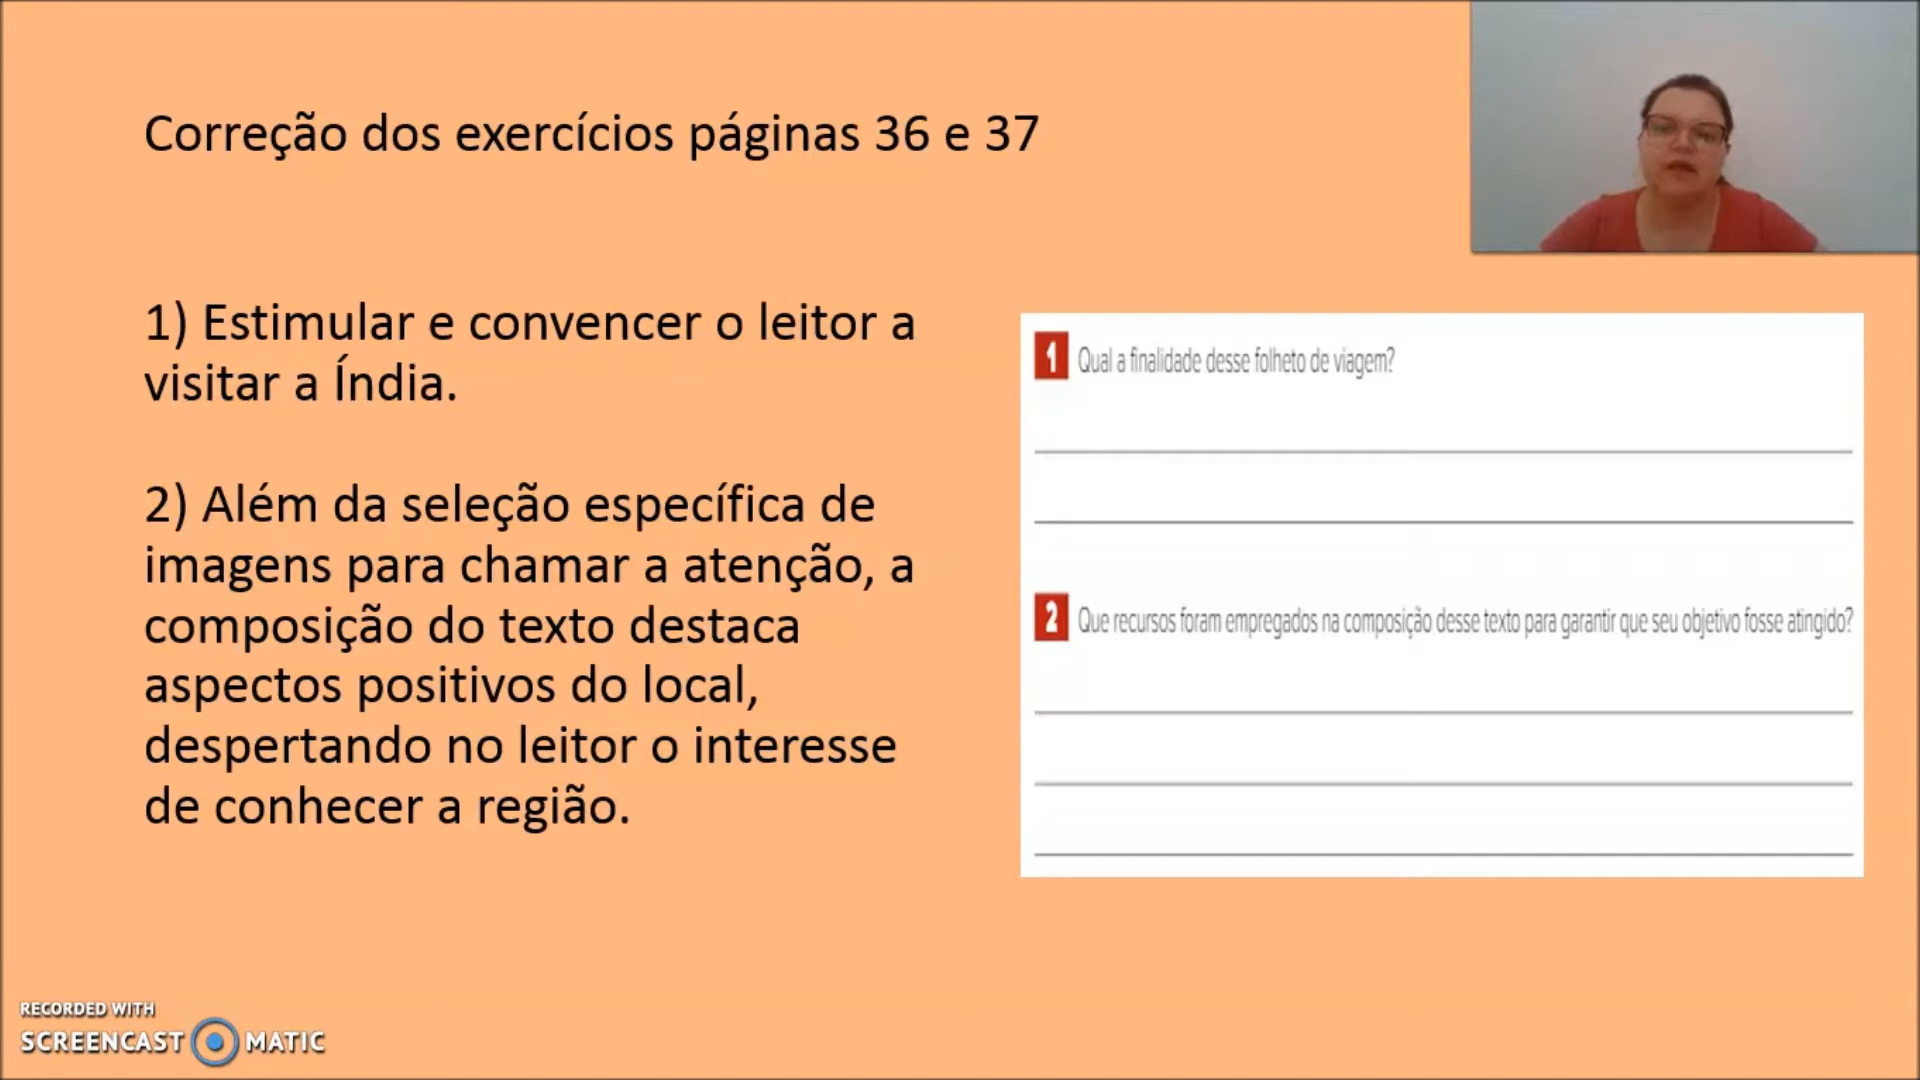 Correção dos exercícios páginas 36 e 37
1) Estimular e convencer o leitor a
visitar a Índia.
2) Além da seleção específica de
imagens para chamar a atenção, a
composição do texto destaca
aspectos positivos do local,
despertando no leitor o interesse
de conhecer a região.
1 Qual a finalidade desse folheto de viagem?
2 Que recursos foram empregados na composição desse texto para garantir que seu objetivo fosse atingido?
RECORDED WITH
SCREENCAST MATIC